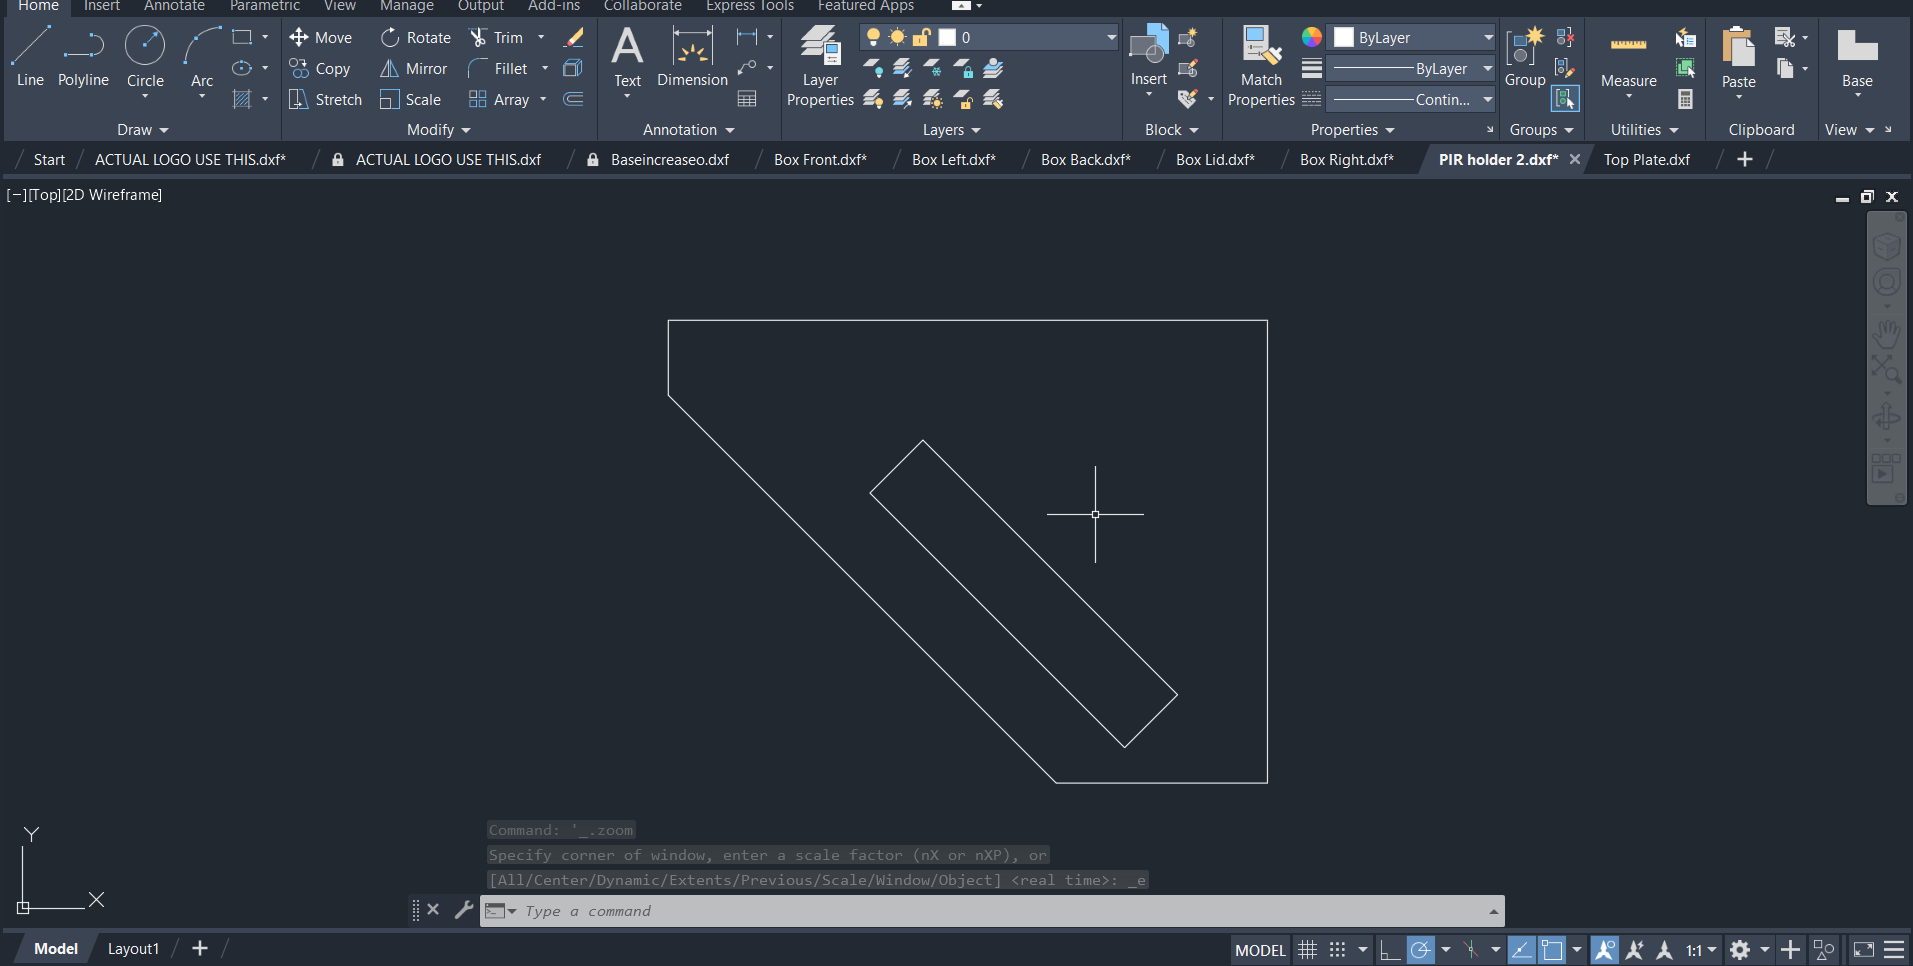 Home Insert Annotate Parametric View Manage Output Add-ins Collaborate Express Tools Featured Apps
Line Polyline Circle Arc
Move Rotate Trim
Copy Mirror Fillet
Stretch Scale Array
Text Dimension
Layer Properties
0
Insert
Match Properties
ByLayer
ByLayer
Contin...
Group Measure Paste Base
Draw Modify Annotation Layers Block Properties Groups Utilities Clipboard View
Start ACTUAL LOGO USE THIS.dxf* ACTUAL LOGO USE THIS.dxf Baseincreaseo.dxf Box Front.dxf* Box Left.dxf* Box Back.dxf* Box Lid.dxf* Box Right.dxf* PIR holder 2.dxf* Top Plate.dxf
[−][Top][2D Wireframe]
Y
X
Command: '_.zoom
Specify corner of window, enter a scale factor (nX or nXP), or
[All/Center/Dynamic/Extents/Previous/Scale/Window/Object] <real time>: _e
Type a command
Model Layout1
MODEL 1:1